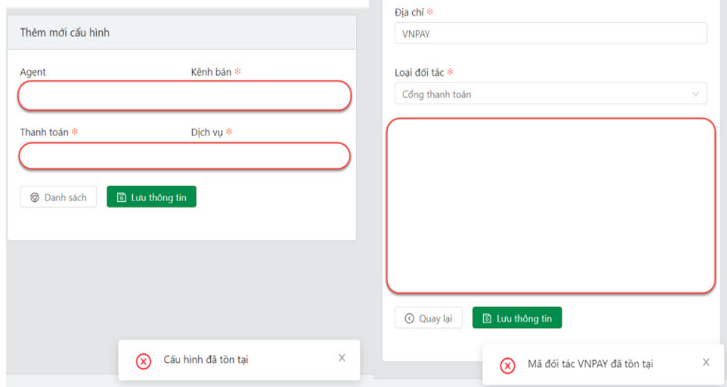 Thêm mới cấu hình
Agent
Kênh bán *
Thanh toán *
Dịch vụ *
Danh sách
Lưu thông tin
Cấu hình đã tồn tại
X
Địa chỉ *
VNPAY
Loại đối tác *
Cổng thanh toán
Quay lại
Lưu thông tin
Mã đối tác VNPAY đã tồn tại
X